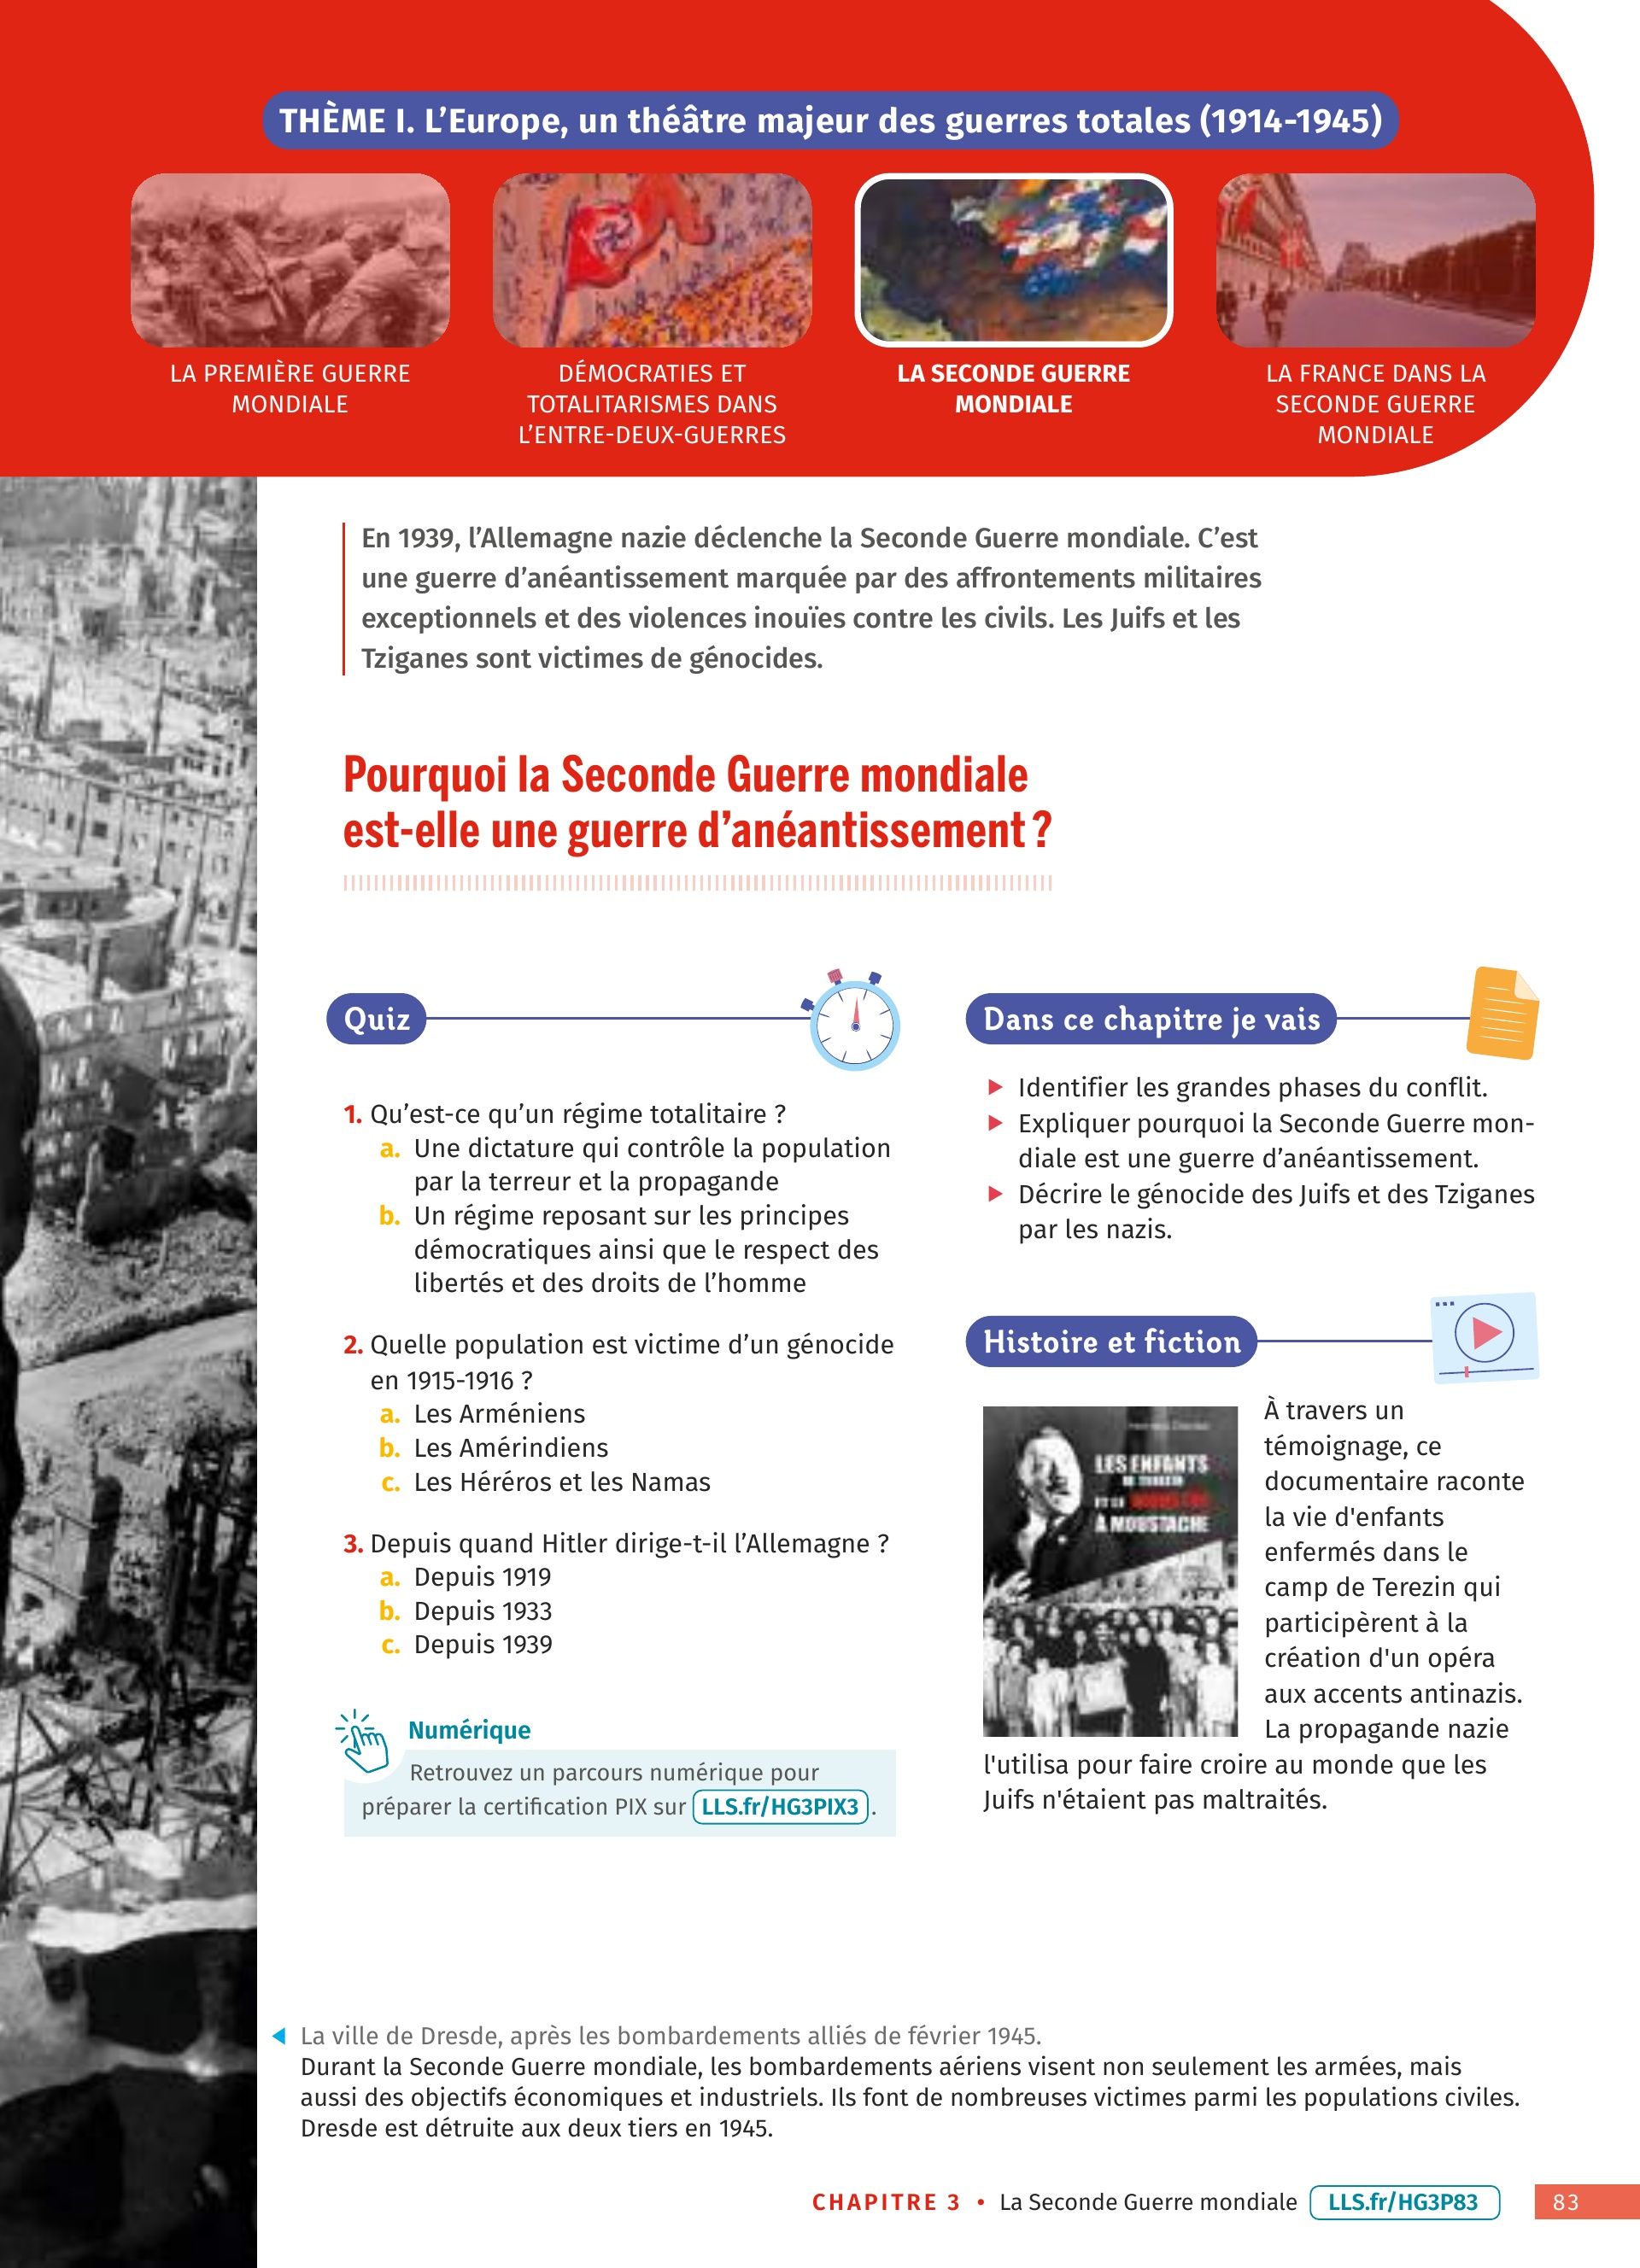 THÈME I. L’Europe, un théâtre majeur des guerres totales (1914-1945)
LA PREMIÈRE GUERRE
MONDIALE
DÉMOCRATIES ET
TOTALITARISMES DANS
L’ENTRE-DEUX-GUERRES
LA SECONDE GUERRE
MONDIALE
LA FRANCE DANS LA
SECONDE GUERRE
MONDIALE
En 1939, l’Allemagne nazie déclenche la Seconde Guerre mondiale. C’est
une guerre d’anéantissement marquée par des affrontements militaires
exceptionnels et des violences inouïes contre les civils. Les Juifs et les
Tziganes sont victimes de génocides.
Pourquoi la Seconde Guerre mondiale
est-elle une guerre d’anéantissement ?
Quiz
1. Qu’est-ce qu’un régime totalitaire ?
a. Une dictature qui contrôle la population
par la terreur et la propagande
b. Un régime reposant sur les principes
démocratiques ainsi que le respect des
libertés et des droits de l’homme
2. Quelle population est victime d’un génocide
en 1915-1916 ?
a. Les Arméniens
b. Les Amérindiens
c. Les Héréros et les Namas
3. Depuis quand Hitler dirige-t-il l’Allemagne ?
a. Depuis 1919
b. Depuis 1933
c. Depuis 1939
Numérique
Retrouvez un parcours numérique pour
préparer la certification PIX sur LLS.fr/HG3PIX3 .
Dans ce chapitre je vais
Identifier les grandes phases du conflit.
Expliquer pourquoi la Seconde Guerre mon-
diale est une guerre d’anéantissement.
Décrire le génocide des Juifs et des Tziganes
par les nazis.
Histoire et fiction
LES ENFANTS
DE TEREZIN
ET LE
À MOUSTACHE
À travers un
témoignage, ce
documentaire raconte
la vie d'enfants
enfermés dans le
camp de Terezin qui
participèrent à la
création d'un opéra
aux accents antinazis.
La propagande nazie
l'utilisa pour faire croire au monde que les
Juifs n'étaient pas maltraités.
La ville de Dresde, après les bombardements alliés de février 1945.
Durant la Seconde Guerre mondiale, les bombardements aériens visent non seulement les armées, mais
aussi des objectifs économiques et industriels. Ils font de nombreuses victimes parmi les populations civiles.
Dresde est détruite aux deux tiers en 1945.
CHAPITRE 3 • La Seconde Guerre mondiale LLS.fr/HG3P83 83